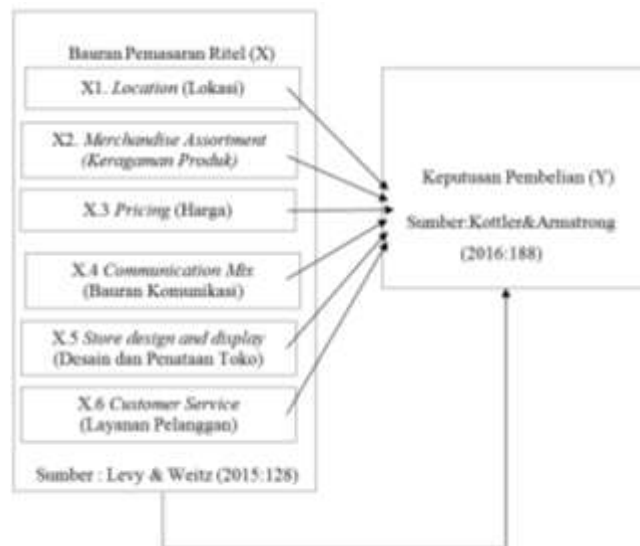 Bauran Pemasaran Ritel (X)
X1. Location (Lokasi)
X2. Merchandise Assortment
(Keragaman Produk)
X.3 Pricing (Harga)
X.4 Communication Mix
(Bauran Komunikasi)
X.5 Store design and display
(Desain dan Penataan Toko)
X.6 Customer Service
(Layanan Pelanggan)
Sumber : Levy & Weitz (2015:128)
Keputusan Pembelian (Y)
Sumber:Kottler&Armstrong
(2016:188)